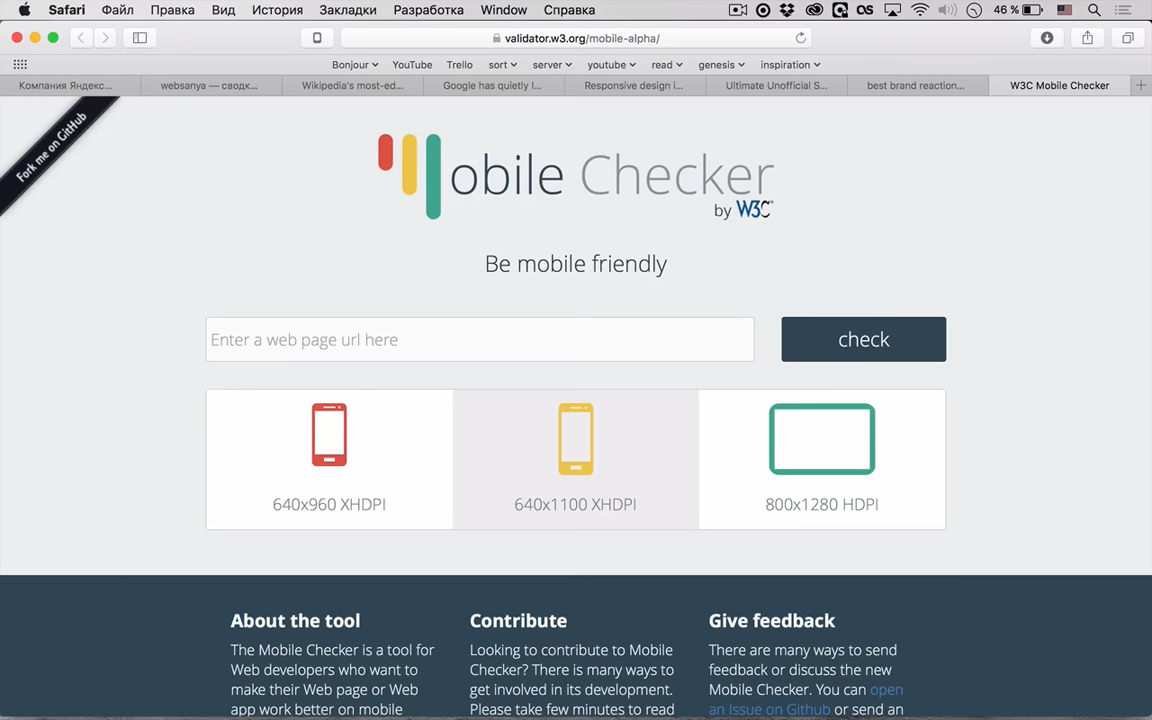 Safari Файл Правка Вид История Закладки Разработка Window Справка 46 %
validator.w3.org/mobile-alpha/
Bonjour YouTube Trello sort server youtube read genesis inspiration
Компания Яндекс... websanya — сводк... Wikipedia's most-ed... Google has quietly l... Responsive design i... Ultimate Unofficial S... best brand reaction... W3C Mobile Checker
Fork me on GitHub
Mobile Checker
by W3C
Be mobile friendly
Enter a web page url here
check
640x960 XHDPI
640x1100 XHDPI
800x1280 HDPI
About the tool
The Mobile Checker is a tool for
Web developers who want to
make their Web page or Web
app work better on mobile
Contribute
Looking to contribute to Mobile
Checker? There is many ways to
get involved in its development.
Please take few minutes to read
Give feedback
There are many ways to send
feedback or discuss the new
Mobile Checker. You can open
an Issue on Github or send an